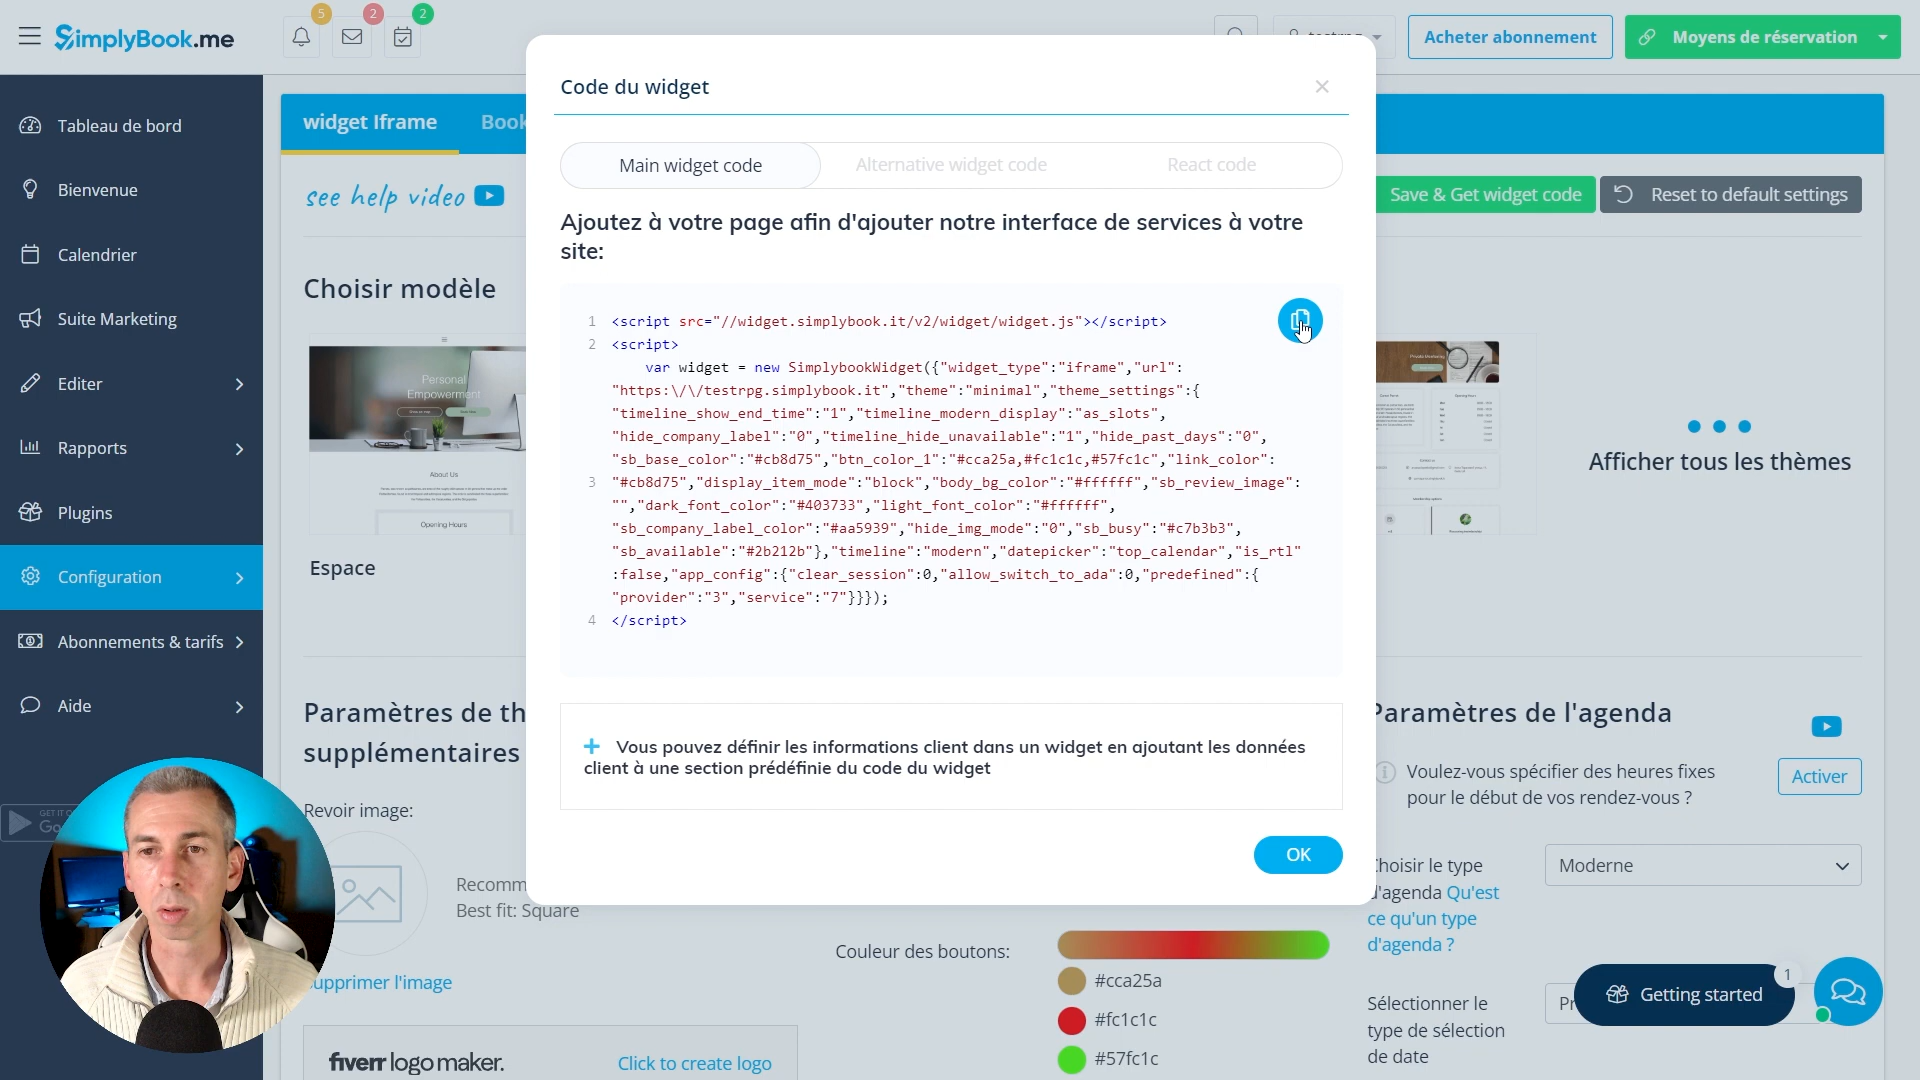 SimplyBook.me
5
2
2
Acheter abonnement
Moyens de réservation
Tableau de bord
Bienvenue
Calendrier
Suite Marketing
Editer
Rapports
Plugins
Configuration
Abonnements & tarifs
Aide
widget Iframe
Book
see help video
Save & Get widget code
Reset to default settings
Choisir modèle
Personal
Empowerment
About Us
Opening Hours
Espace
Afficher tous les thèmes
Code du widget
Main widget code
Alternative widget code
React code
Ajoutez à votre page afin d'ajouter notre interface de services à votre
site:
1 <script src="//widget.simplybook.it/v2/widget/widget.js"></script>
2 <script>
var widget = new SimplybookWidget({"widget_type":"iframe","url":
"https:\/\/testrpg.simplybook.it","theme":"minimal","theme_settings":{
"timeline_show_end_time":"1","timeline_modern_display":"as_slots",
"hide_company_label":"0","timeline_hide_unavailable":"1","hide_past_days":"0",
"sb_base_color":"#cb8d75","btn_color_1":"#cca25a,#fc1c1c,#57fc1c","link_color":
3 "#cb8d75","display_item_mode":"block","body_bg_color":"#ffffff","sb_review_image":
"","dark_font_color":"#403733","light_font_color":"#ffffff",
"sb_company_label_color":"#aa5939","hide_img_mode":"0","sb_busy":"#c7b3b3",
"sb_available":"#2b212b"},"timeline":"modern","datepicker":"top_calendar","is_rtl"
:false,"app_config":{"clear_session":0,"allow_switch_to_ada":0,"predefined":{
"provider":"3","service":"7"}}});
4 </script>
+ Vous pouvez définir les informations client dans un widget en ajoutant les données
client à une section prédéfinie du code du widget
OK
Paramètres de th
supplémentaires
Revoir image:
Recomm
Best fit: Square
upprimer l'image
fiverr logo maker.
Click to create logo
Couleur des boutons:
#cca25a
#fc1c1c
#57fc1c
Paramètres de l'agenda
Voulez-vous spécifier des heures fixes
pour le début de vos rendez-vous ?
Activer
Choisir le type
d'agenda Qu'est
ce qu'un type
d'agenda ?
Moderne
Sélectionner le
type de sélection
de date
Getting started
1